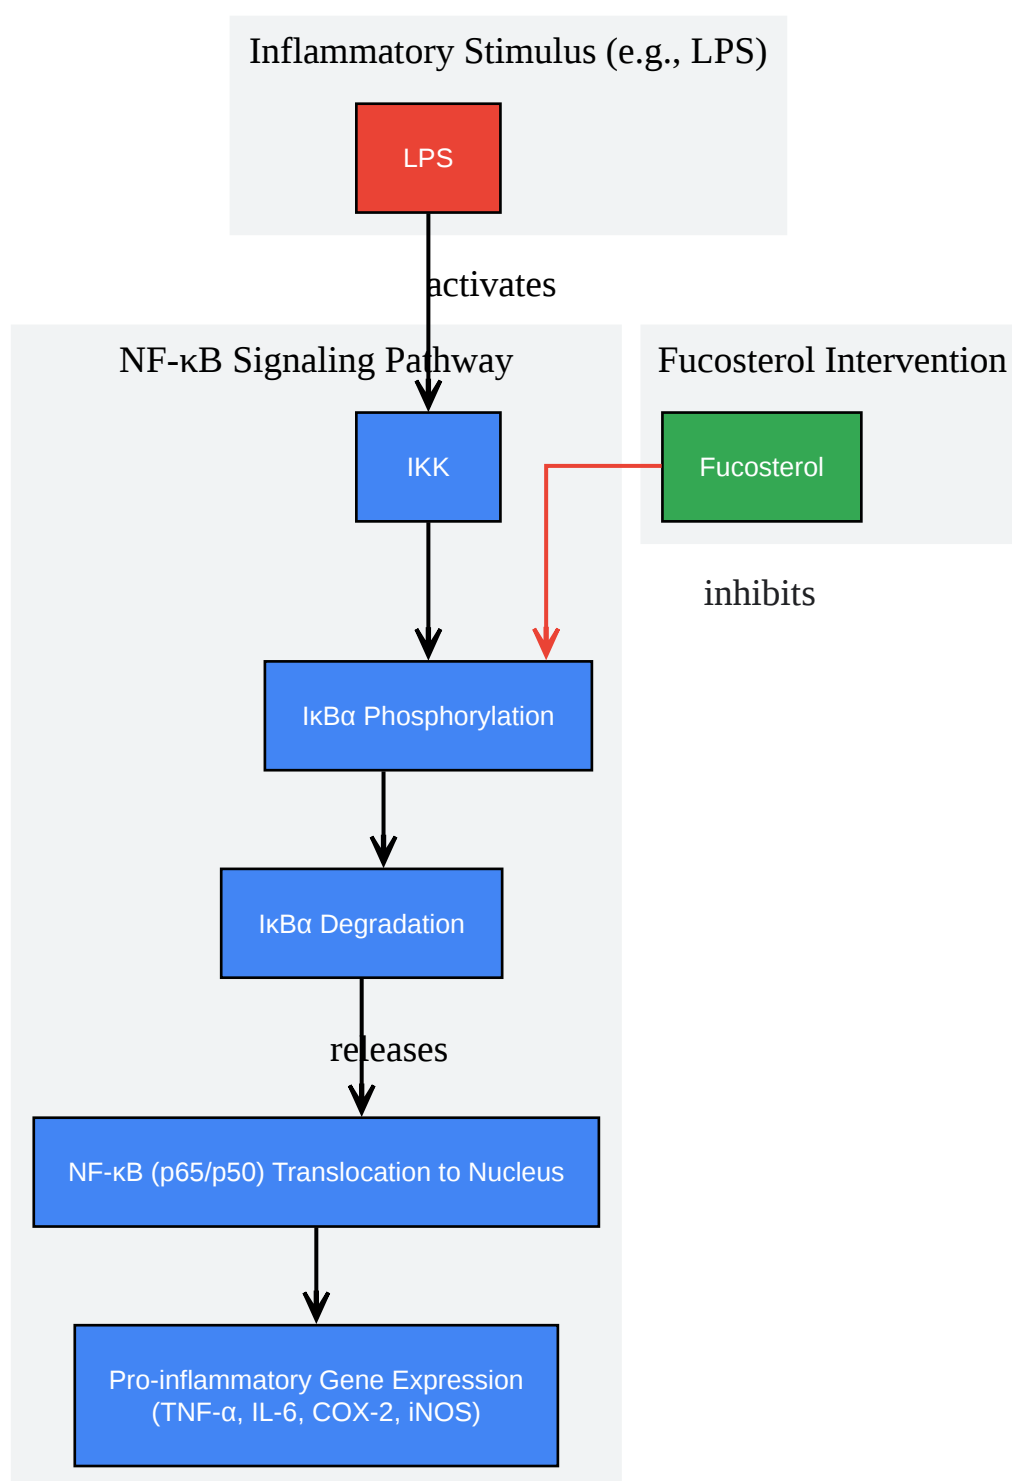 Inflammatory Stimulus (e.g., LPS)
LPS
activates
NF-κB Signaling Pathway
Fucosterol Intervention
IKK
Fucosterol
inhibits
IκBα Phosphorylation
IκBα Degradation
releases
NF-κB (p65/p50) Translocation to Nucleus
Pro-inflammatory Gene Expression
(TNF-α, IL-6, COX-2, iNOS)